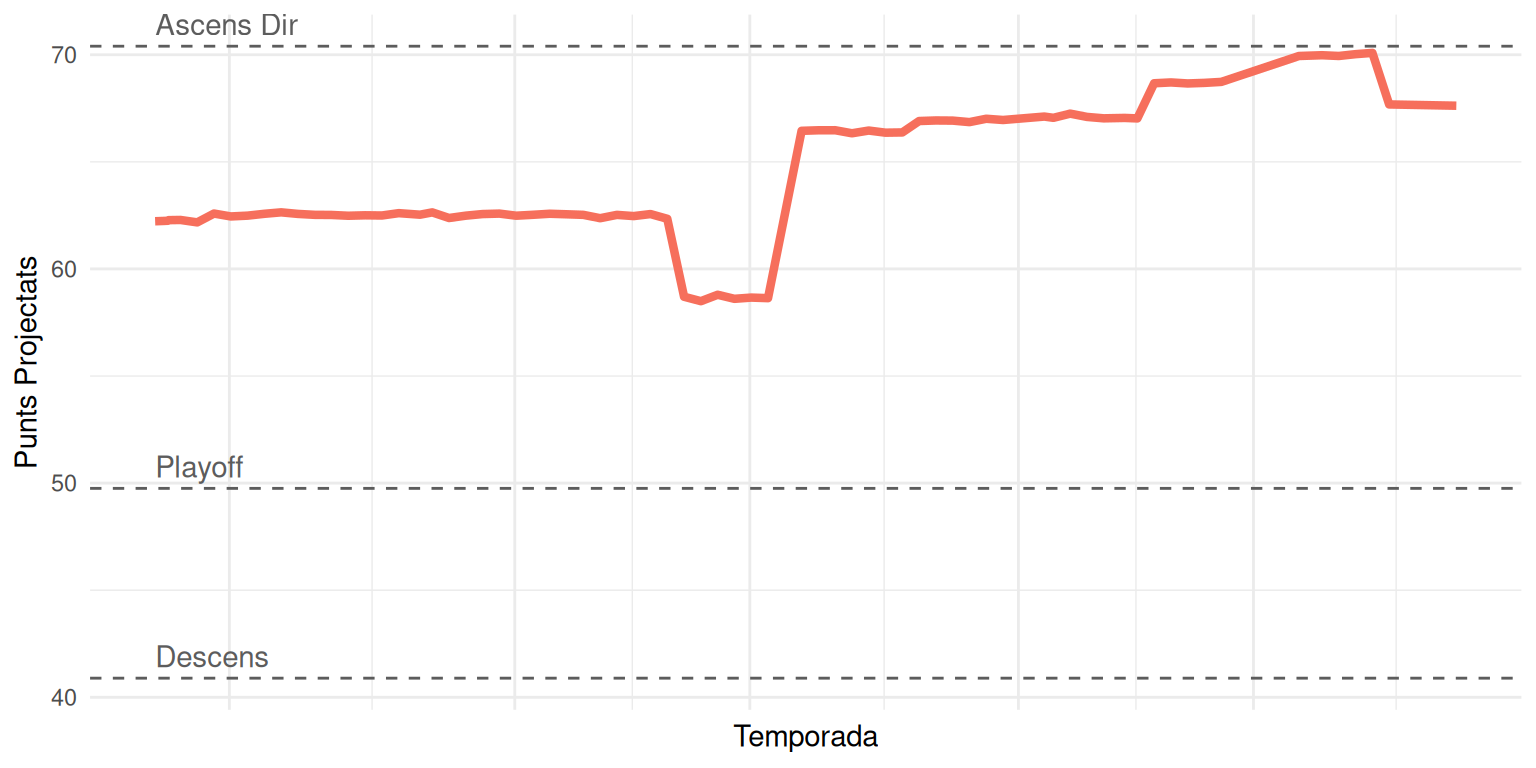 Ascens Dir
70
60
Punts Projectats
Playoff
50
Descens
40
Temporada